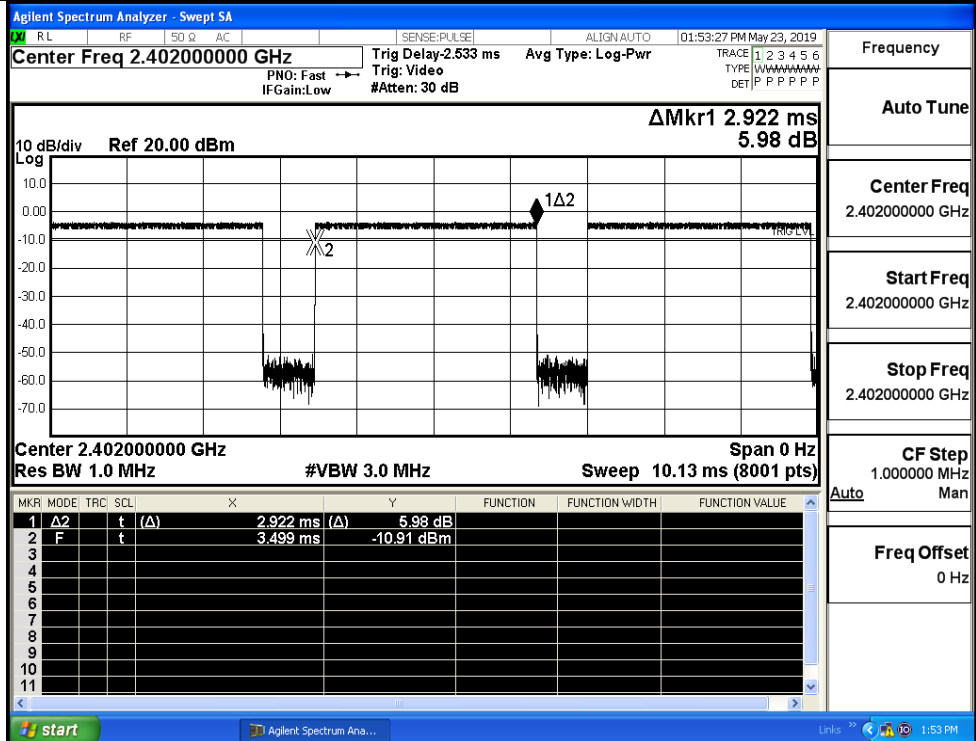 Agilent Spectrum Analyzer - Swept SA
RL RF 50 Ω AC SENSE:PULSE ALIGN AUTO 01:53:27 PM May 23, 2019
Center Freq 2.402000000 GHz
PNO: Fast
IFGain:Low
Trig Delay-2.533 ms
Trig: Video
#Atten: 30 dB
Avg Type: Log-Pwr
TRACE 1 2 3 4 5 6
TYPE WWWWWW
DET P P P P P P
ΔMkr1 2.922 ms
5.98 dB
10 dB/div Ref 20.00 dBm
Log
10.0
0.00
-10.0
-20.0
-30.0
-40.0
-50.0
-60.0
-70.0
1Δ2
2
TRIG LVL
Center 2.402000000 GHz Span 0 Hz
Res BW 1.0 MHz #VBW 3.0 MHz Sweep 10.13 ms (8001 pts)
MKR MODE TRC SCL X Y FUNCTION FUNCTION WIDTH FUNCTION VALUE
1 Δ2 t (Δ) 2.922 ms (Δ) 5.98 dB
2 F t 3.499 ms -10.91 dBm
3
4
5
6
7
8
9
10
11
Frequency
Auto Tune
Center Freq
2.402000000 GHz
Start Freq
2.402000000 GHz
Stop Freq
2.402000000 GHz
CF Step
1.000000 MHz
Auto Man
Freq Offset
0 Hz
start Agilent Spectrum Ana... Links » 1:53 PM